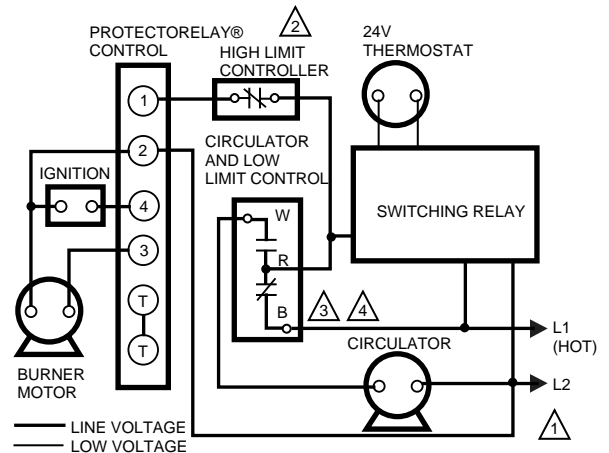 PROTECTORELAY®
CONTROL
2
HIGH LIMIT
CONTROLLER
24V
THERMOSTAT
1
2
IGNITION
4
3
T
T
BURNER
MOTOR
CIRCULATOR
AND LOW
LIMIT CONTROL
W
R
B
3
4
SWITCHING RELAY
CIRCULATOR
L1
(HOT)
L2
1
LINE VOLTAGE
LOW VOLTAGE